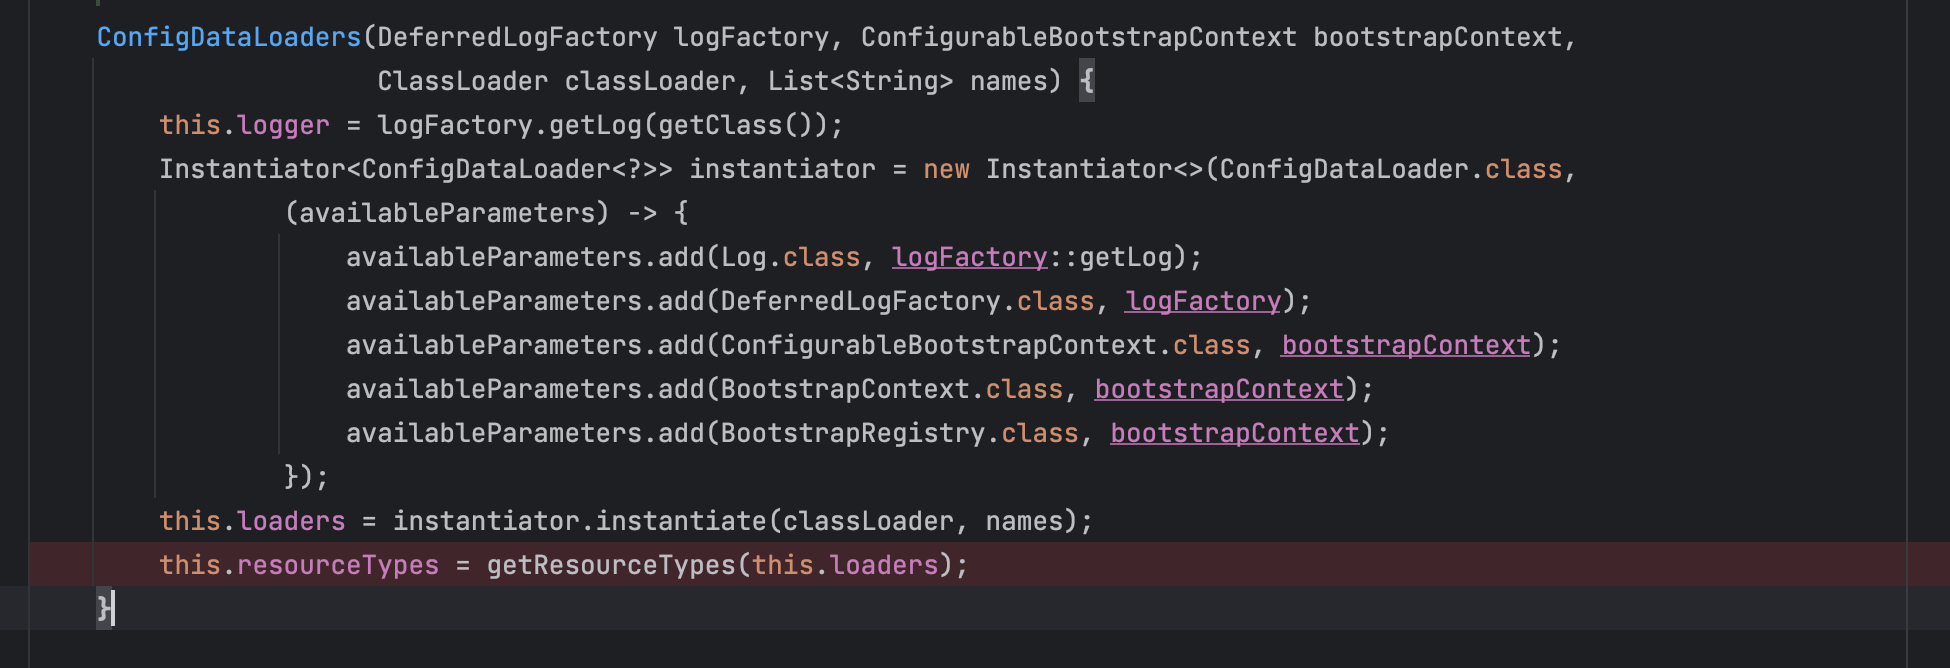 ConfigDataLoaders(DeferredLogFactory logFactory, ConfigurableBootstrapContext bootstrapContext,
ClassLoader classLoader, List<String> names) {
this.logger = logFactory.getLog(getClass());
Instantiator<ConfigDataLoader<?>> instantiator = new Instantiator<>(ConfigDataLoader.class,
(availableParameters) -> {
availableParameters.add(Log.class, logFactory::getLog);
availableParameters.add(DeferredLogFactory.class, logFactory);
availableParameters.add(ConfigurableBootstrapContext.class, bootstrapContext);
availableParameters.add(BootstrapContext.class, bootstrapContext);
availableParameters.add(BootstrapRegistry.class, bootstrapContext);
});
this.loaders = instantiator.instantiate(classLoader, names);
this.resourceTypes = getResourceTypes(this.loaders);
}